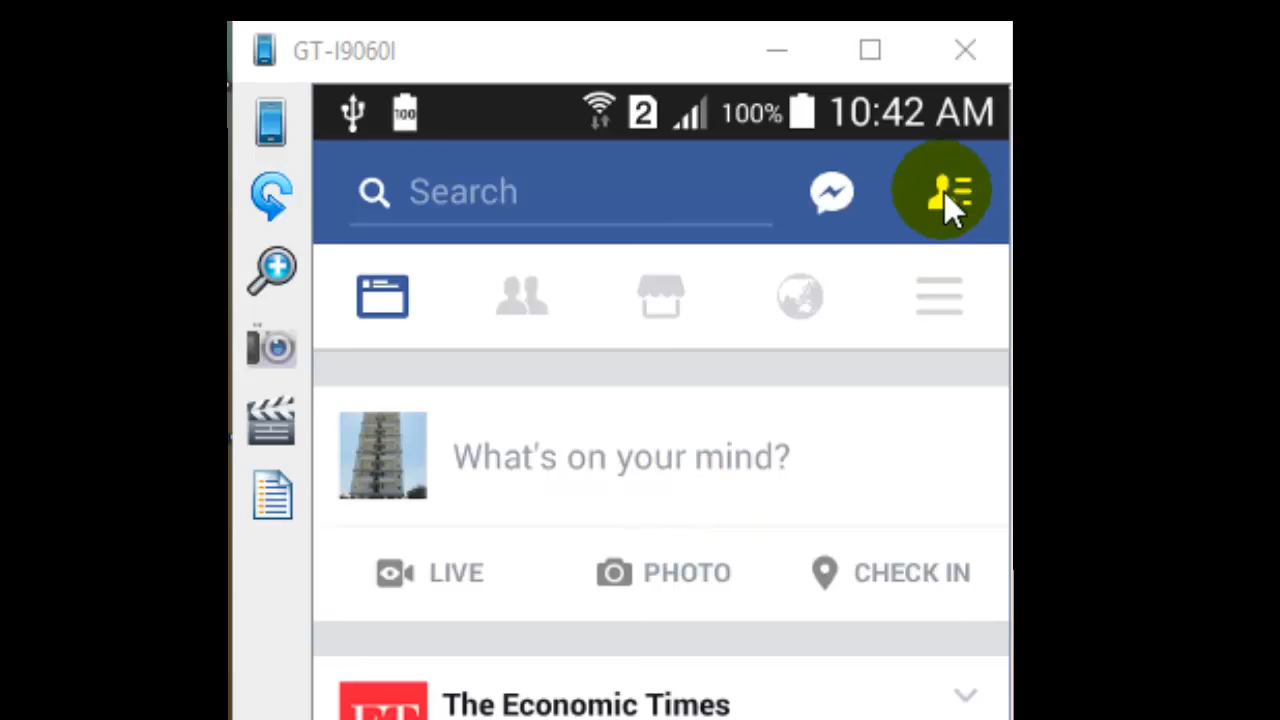 GT-I9060I
100 2 100% 10:42 AM
Search
What's on your mind?
LIVE PHOTO CHECK IN
The Economic Times
ET